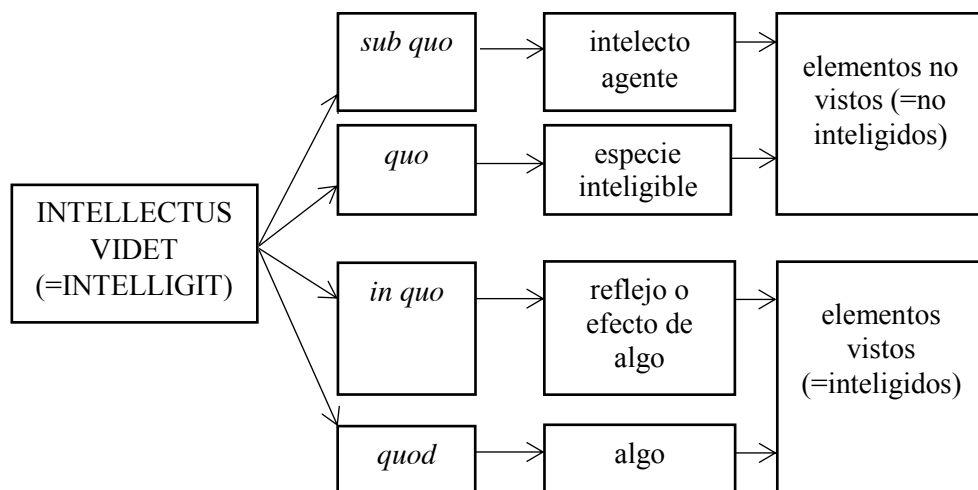 sub quo
intelecto
agente
elementos no
vistos (=no
inteligidos)
quo
especie
inteligible
INTELLECTUS
VIDET
(=INTELLIGIT)
in quo
reflejo o
efecto de
algo
elementos
vistos
(=inteligidos)
quod
algo